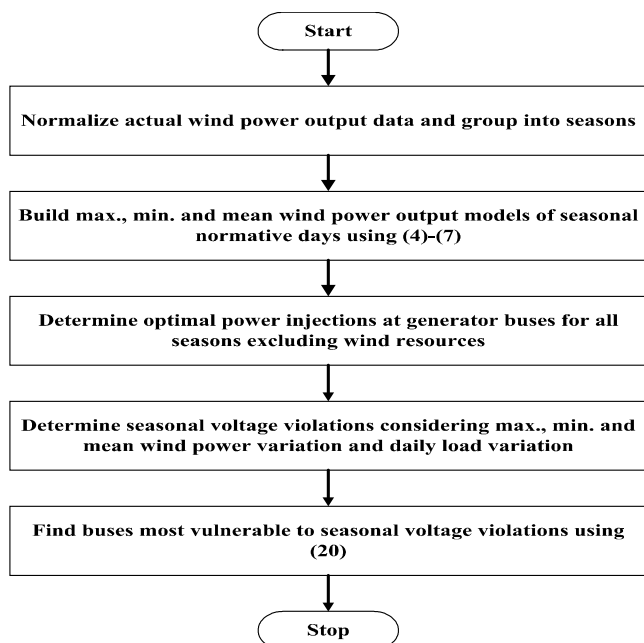 Start
Normalize actual wind power output data and group into seasons
Build max., min. and mean wind power output models of seasonal
normative days using (4)-(7)
Determine optimal power injections at generator buses for all
seasons excluding wind resources
Determine seasonal voltage violations considering max., min. and
mean wind power variation and daily load variation
Find buses most vulnerable to seasonal voltage violations using
(20)
Stop